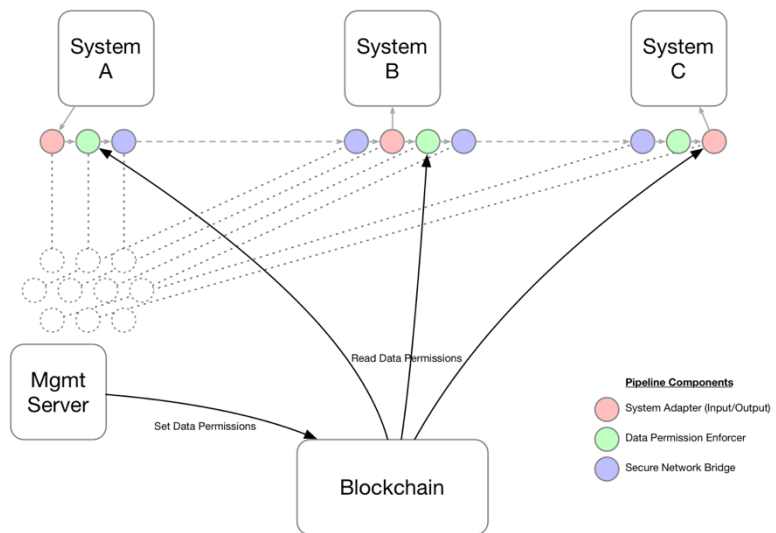 System
A
System
B
System
C
Read Data Permissions
Mgmt
Server
Set Data Permissions
Blockchain
Pipeline Components
System Adapter (Input/Output)
Data Permission Enforcer
Secure Network Bridge